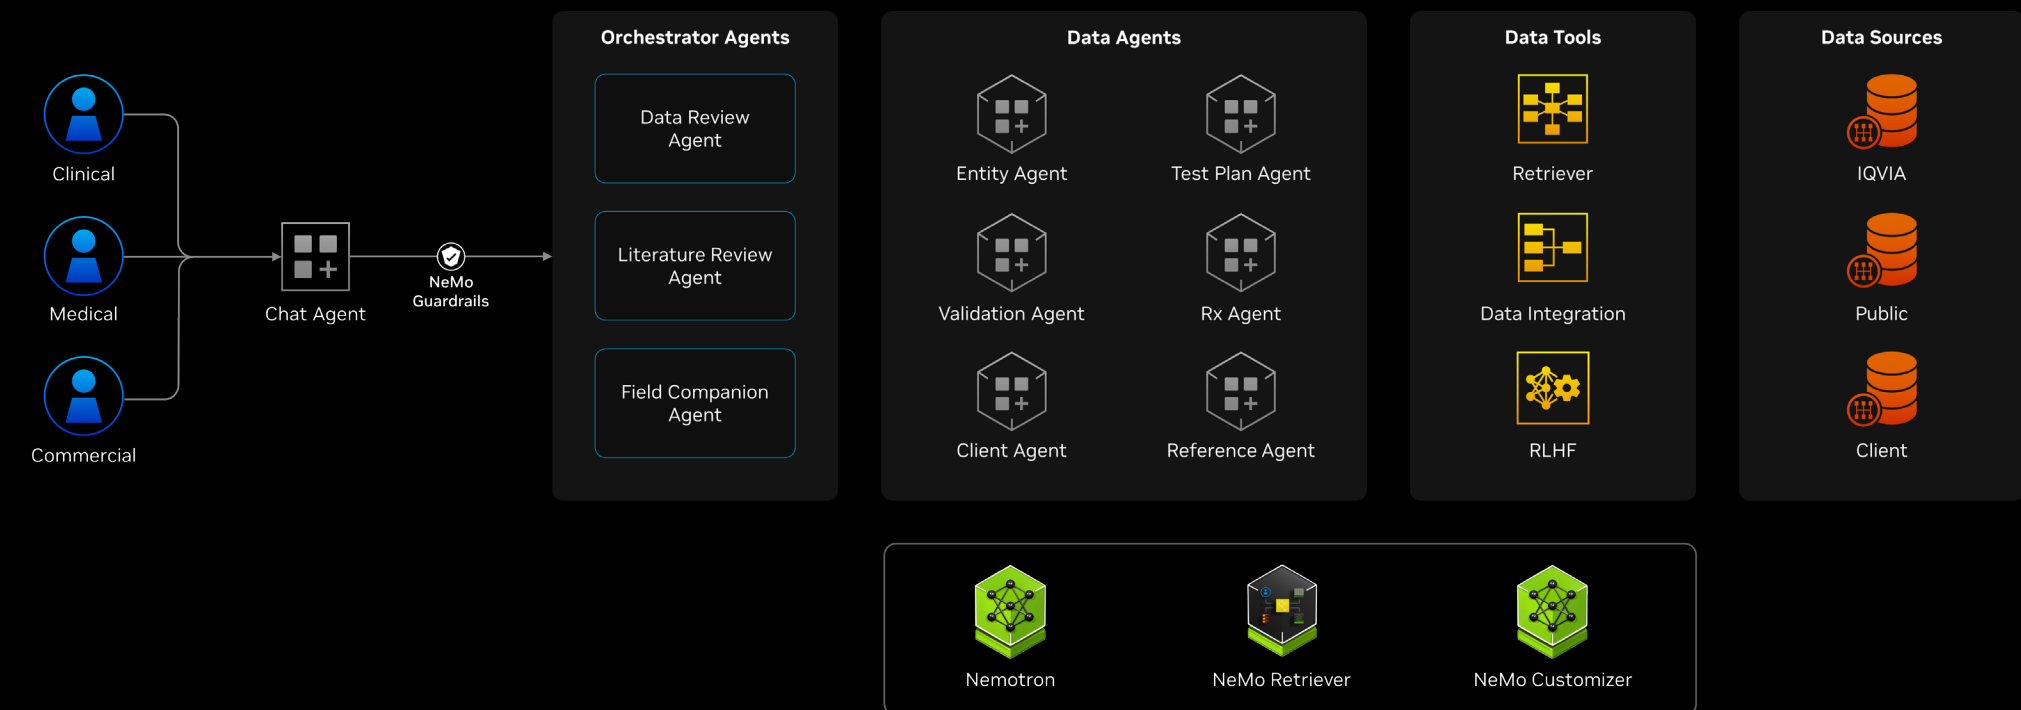 Orchestrator Agents
Data Agents
Data Tools
Data Sources
Clinical
Medical
Commercial
Chat Agent
NeMo
Guardrails
Data Review
Agent
Literature Review
Agent
Field Companion
Agent
Entity Agent
Test Plan Agent
Validation Agent
Rx Agent
Client Agent
Reference Agent
Retriever
Data Integration
RLHF
IQVIA
Public
Client
Nemotron
NeMo Retriever
NeMo Customizer